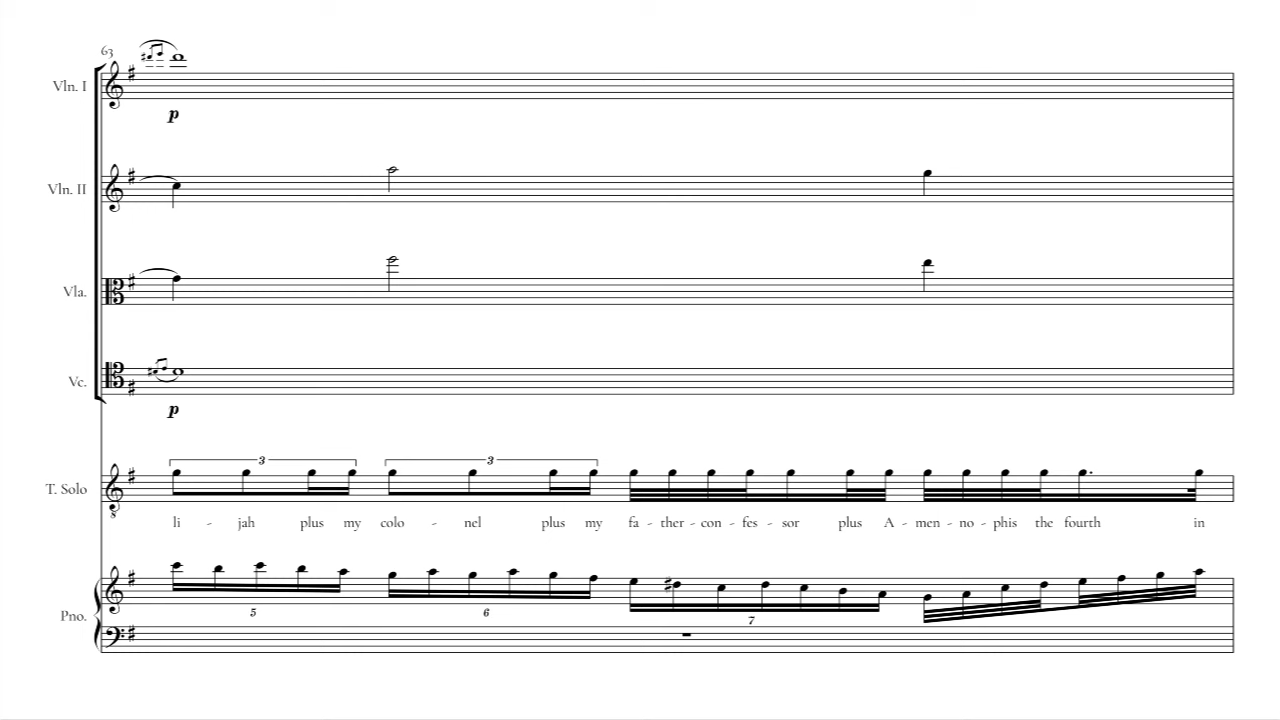 63
Vln. I
p
Vln. II
Vla.
Vc.
p
3 3
T. Solo
8
li - jah plus my colo - nel plus my fa - ther - con - fes - sor plus A - men - no - phis the fourth in
Pno.
5 6 7